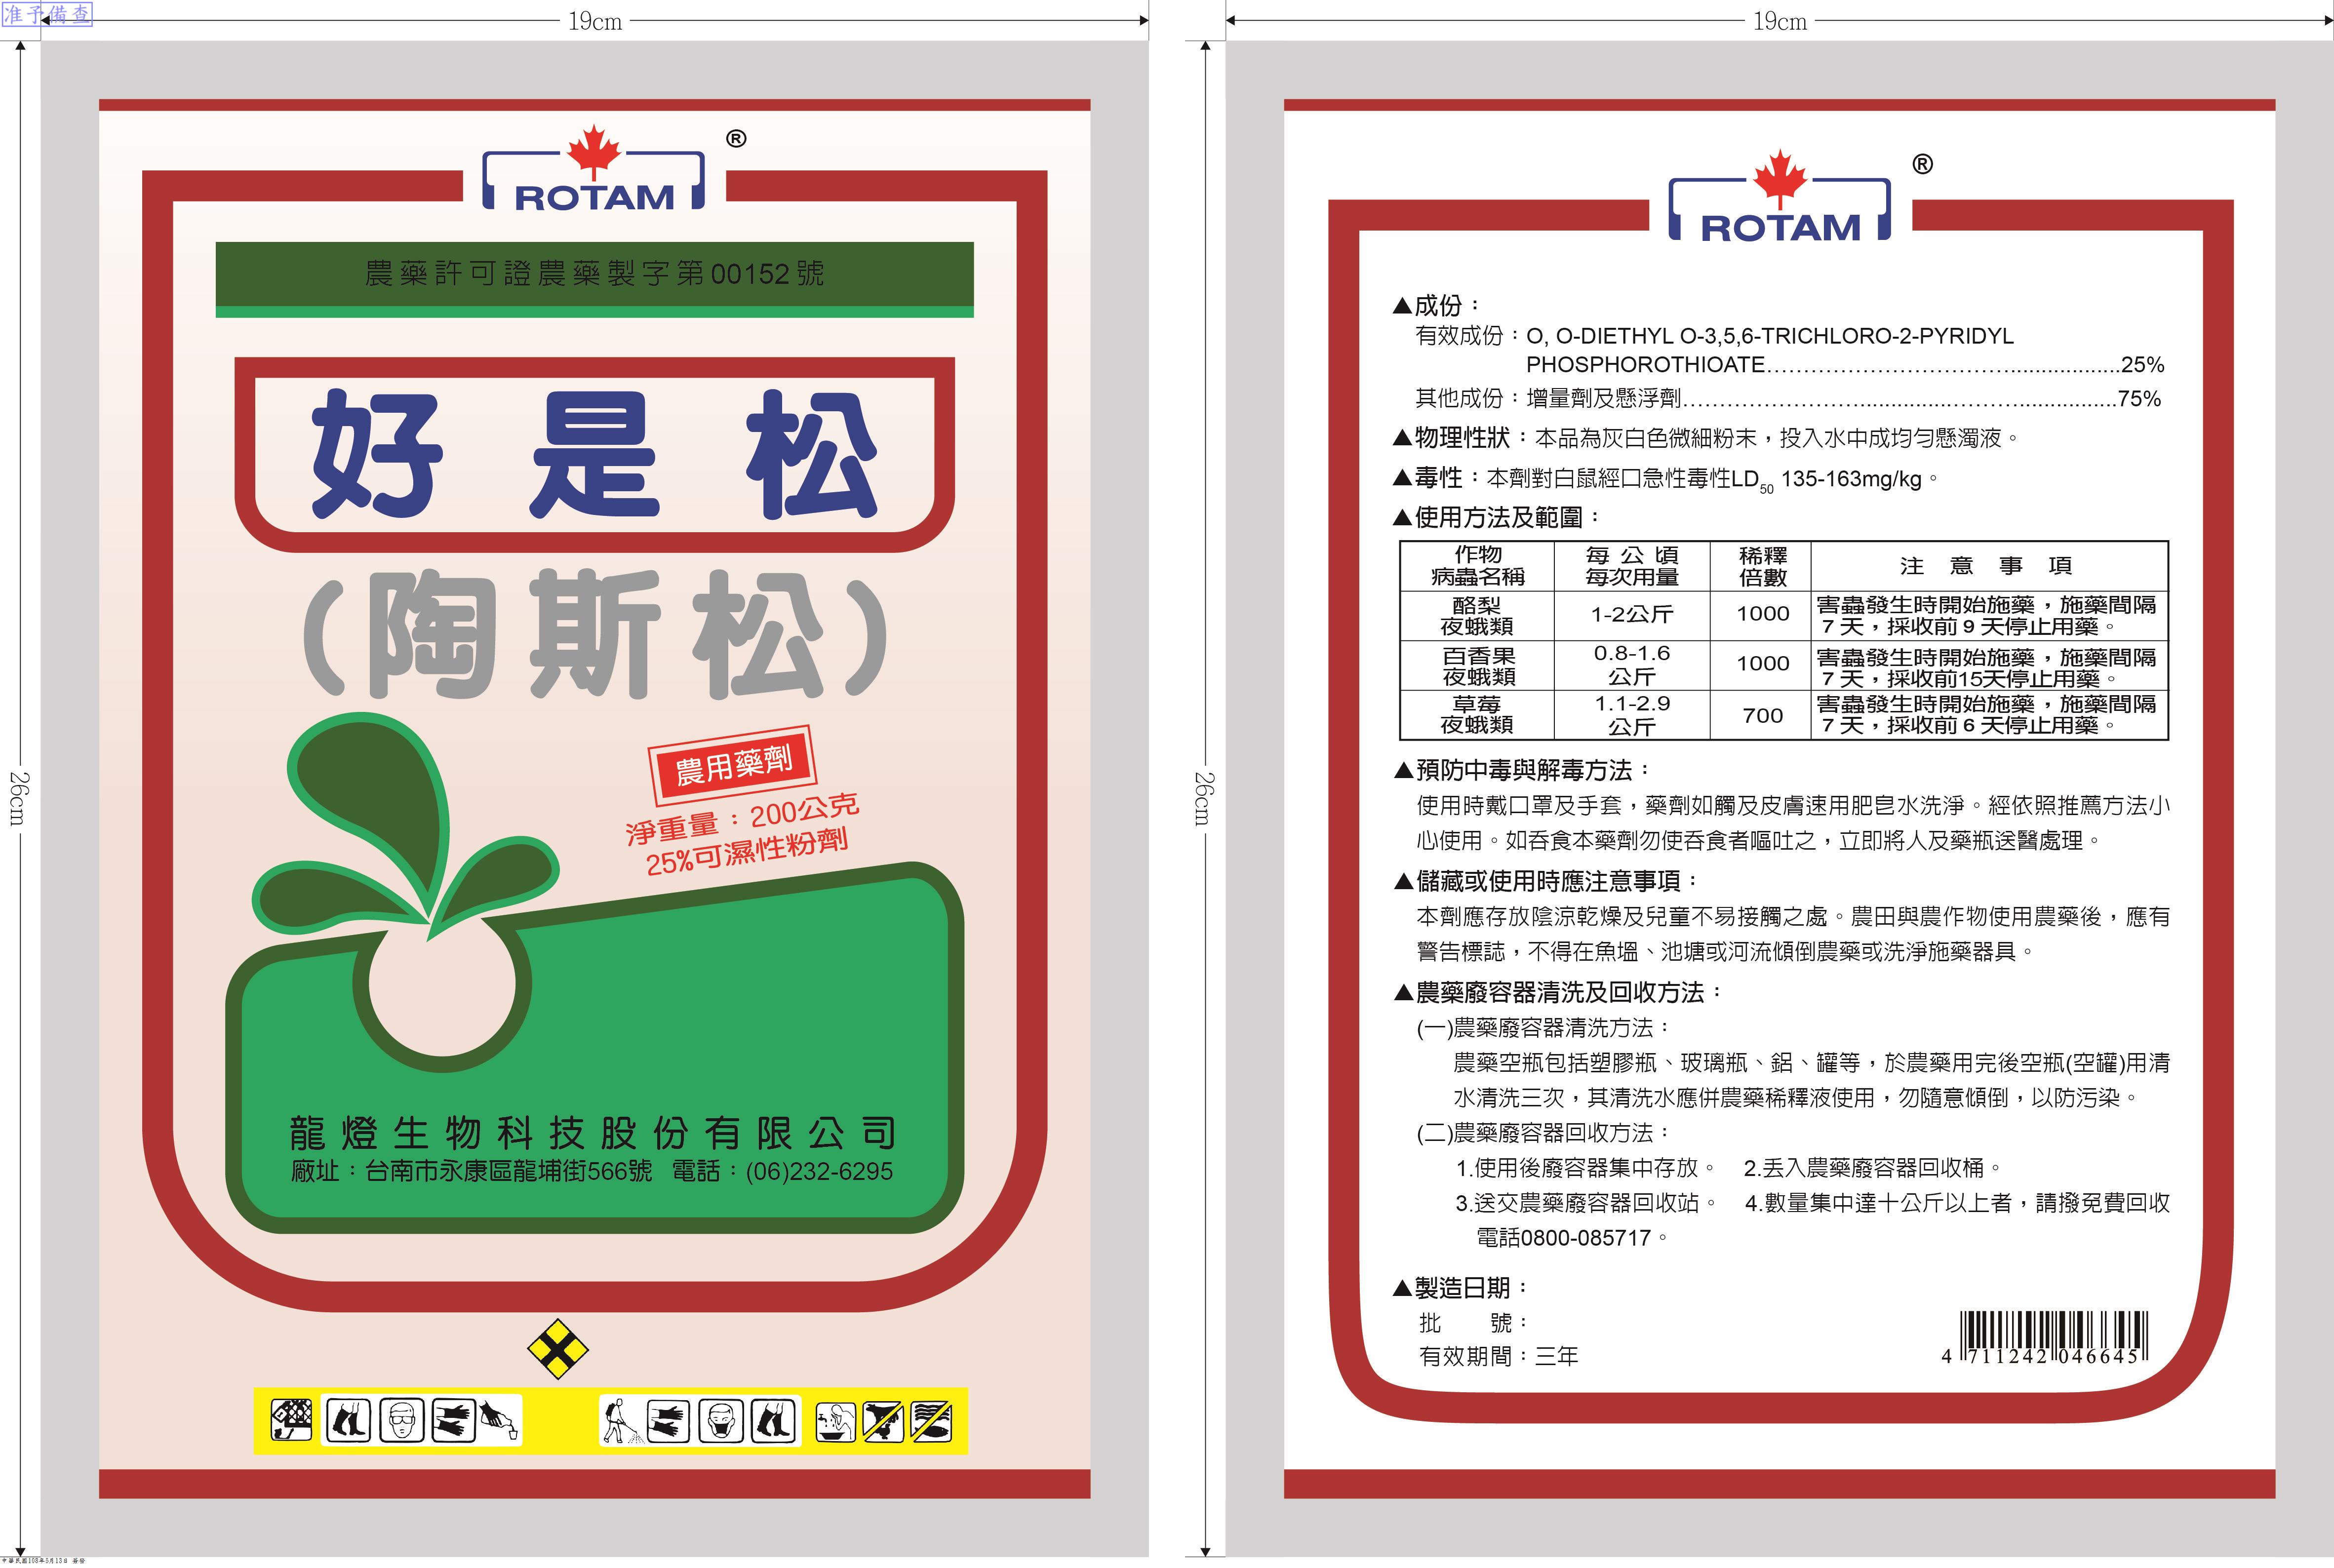 准予備查
19cm
26cm
ROTAM
®
農藥許可證農藥製字第00152號
好是松
(陶斯松)
農用藥劑
淨重量：200公克
25%可濕性粉劑
龍燈生物科技股份有限公司
廠址：台南市永康區龍埔街566號 電話：(06)232-6295
中華民國108年5月13日 簽發
19cm
26cm
ROTAM
®
▲成份：
有效成份：O, O-DIETHYL O-3,5,6-TRICHLORO-2-PYRIDYL
PHOSPHOROTHIOATE……………………………..................25%
其他成份：增量劑及懸浮劑……………………...............………...............75%
▲物理性狀：本品為灰白色微細粉末，投入水中成均勻懸濁液。
▲毒性：本劑對白鼠經口急性毒性LD50 135-163mg/kg。
▲使用方法及範圍：
作物 每公頃 稀釋 注意事項
病蟲名稱 每次用量 倍數
酪梨 1-2公斤 1000 害蟲發生時開始施藥，施藥間隔
夜蛾類 7天，採收前9天停止用藥。
百香果 0.8-1.6 1000 害蟲發生時開始施藥，施藥間隔
夜蛾類 公斤 7天，採收前15天停止用藥。
草莓 1.1-2.9 700 害蟲發生時開始施藥，施藥間隔
夜蛾類 公斤 7天，採收前6天停止用藥。
▲預防中毒與解毒方法：
使用時戴口罩及手套，藥劑如觸及皮膚速用肥皂水洗淨。經依照推薦方法小
心使用。如吞食本藥劑勿使吞食者嘔吐之，立即將人及藥瓶送醫處理。
▲儲藏或使用時應注意事項：
本劑應存放陰涼乾燥及兒童不易接觸之處。農田與農作物使用農藥後，應有
警告標誌，不得在魚塭、池塘或河流傾倒農藥或洗淨施藥器具。
▲農藥廢容器清洗及回收方法：
(一)農藥廢容器清洗方法：
農藥空瓶包括塑膠瓶、玻璃瓶、鋁、罐等，於農藥用完後空瓶(空罐)用清
水清洗三次，其清洗水應併農藥稀釋液使用，勿隨意傾倒，以防污染。
(二)農藥廢容器回收方法：
1.使用後廢容器集中存放。 2.丟入農藥廢容器回收桶。
3.送交農藥廢容器回收站。 4.數量集中達十公斤以上者，請撥免費回收
電話0800-085717。
▲製造日期：
批 號：
有效期間：三年
4 711242 046645